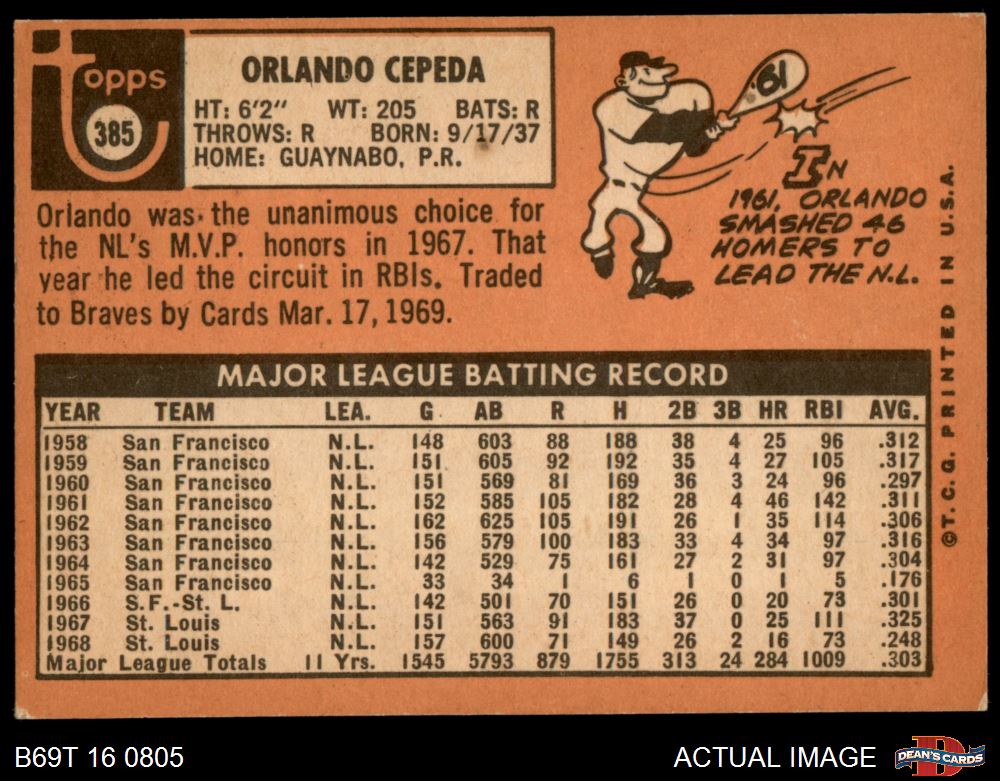 Topps
385
ORLANDO CEPEDA
HT: 6'2" WT: 205 BATS: R
THROWS: R BORN: 9/17/37
HOME: GUAYNABO, P.R.
Orlando was the unanimous choice for
the NL's M.V.P. honors in 1967. That
year he led the circuit in RBIs. Traded
to Braves by Cards Mar. 17, 1969.
61
IN
1961, ORLANDO
SMASHED 46
HOMERS TO
LEAD THE N.L.
©T. C. G. PRINTED IN U.S.A.
MAJOR LEAGUE BATTING RECORD
YEAR TEAM LEA. G AB R H 2B 3B HR RBI AVG.
1958 San Francisco N.L. 148 603 88 188 38 4 25 96 .312
1959 San Francisco N.L. 151 605 92 192 35 4 27 105 .317
1960 San Francisco N.L. 151 569 81 169 36 3 24 96 .297
1961 San Francisco N.L. 152 585 105 182 28 4 46 142 .311
1962 San Francisco N.L. 162 625 105 191 26 1 35 114 .306
1963 San Francisco N.L. 156 579 100 183 33 4 34 97 .316
1964 San Francisco N.L. 142 529 75 161 27 2 31 97 .304
1965 San Francisco N.L. 33 34 1 6 1 0 1 5 .176
1966 S.F.-St. L. N.L. 142 501 70 151 26 0 20 73 .301
1967 St. Louis N.L. 151 563 91 183 37 0 25 111 .325
1968 St. Louis N.L. 157 600 71 149 26 2 16 73 .248
Major League Totals 11 Yrs. 1545 5793 879 1755 313 24 284 1009 .303
B69T 16 0805
ACTUAL IMAGE
D
DEAN'S CARDS